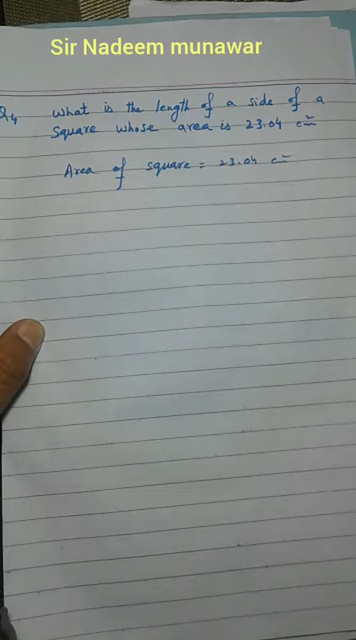 Sir Nadeem munawar
Q4 What is the length of a side of a
square whose area is 23.04 cm²
Area of square = 23.04 cm²